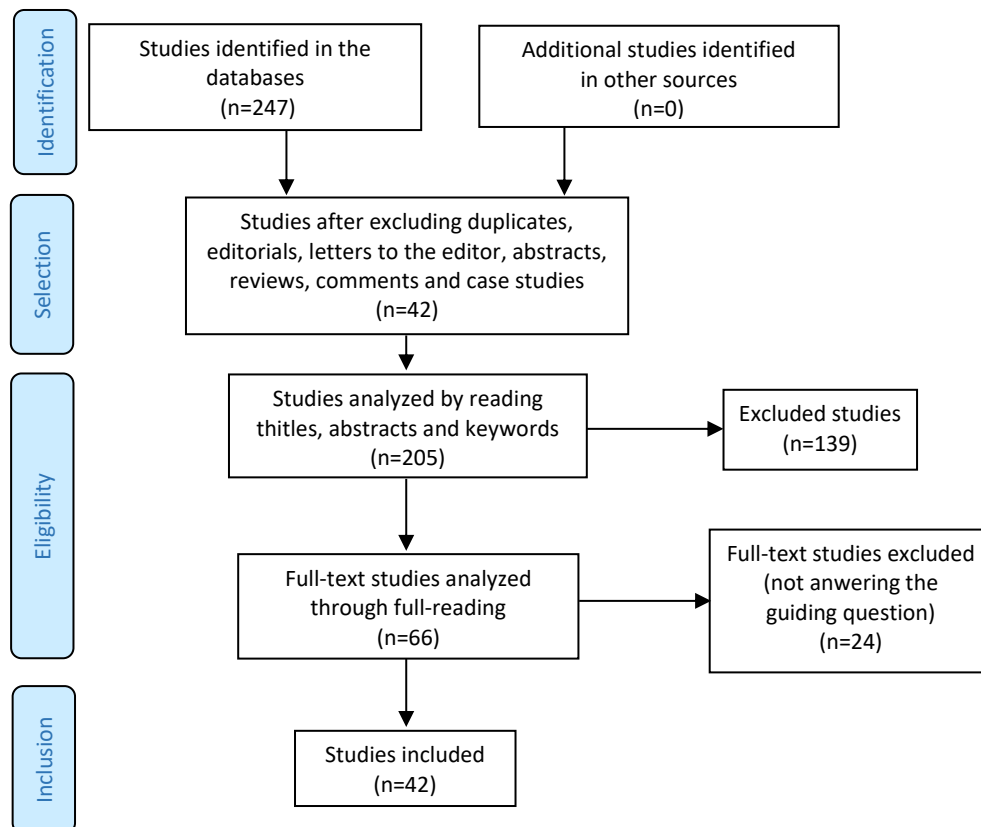 Identification
Studies identified in the
databases
(n=247)
Additional studies identified
in other sources
(n=0)
Selection
Studies after excluding duplicates,
editorials, letters to the editor, abstracts,
reviews, comments and case studies
(n=42)
Eligibility
Studies analyzed by reading
thitles, abstracts and keywords
(n=205)
Excluded studies
(n=139)
Full-text studies analyzed
through full-reading
(n=66)
Full-text studies excluded
(not anwering the
guiding question)
(n=24)
Inclusion
Studies included
(n=42)